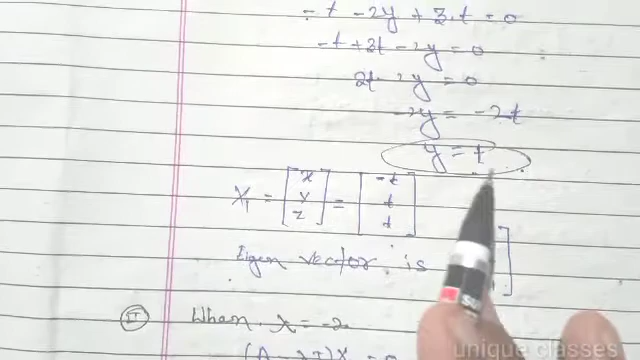 -t -2y + 3.t = 0
-t + 3t - 2y = 0
2t - 2y = 0
-2y = -2t
y = t
X₁ = [x y z] = [-t t t]
Eigen vector is
II When λ = -2
(A - λI)X = 0
unique classes